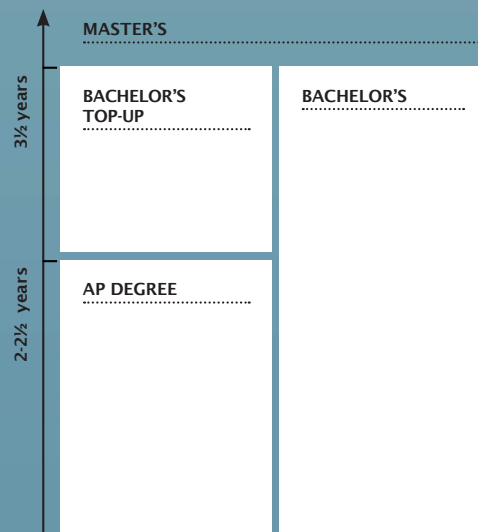 MASTER'S
3½ years
BACHELOR'S
TOP-UP
BACHELOR'S
2-2½ years
AP DEGREE